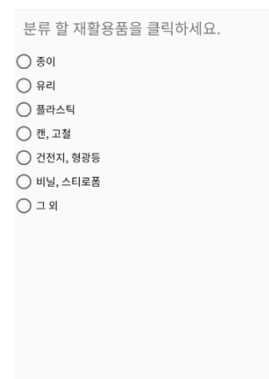 분류 할 재활용품을 클릭하세요.
종이
유리
플라스틱
캔, 고철
건전지, 형광등
비닐, 스티로폼
그 외